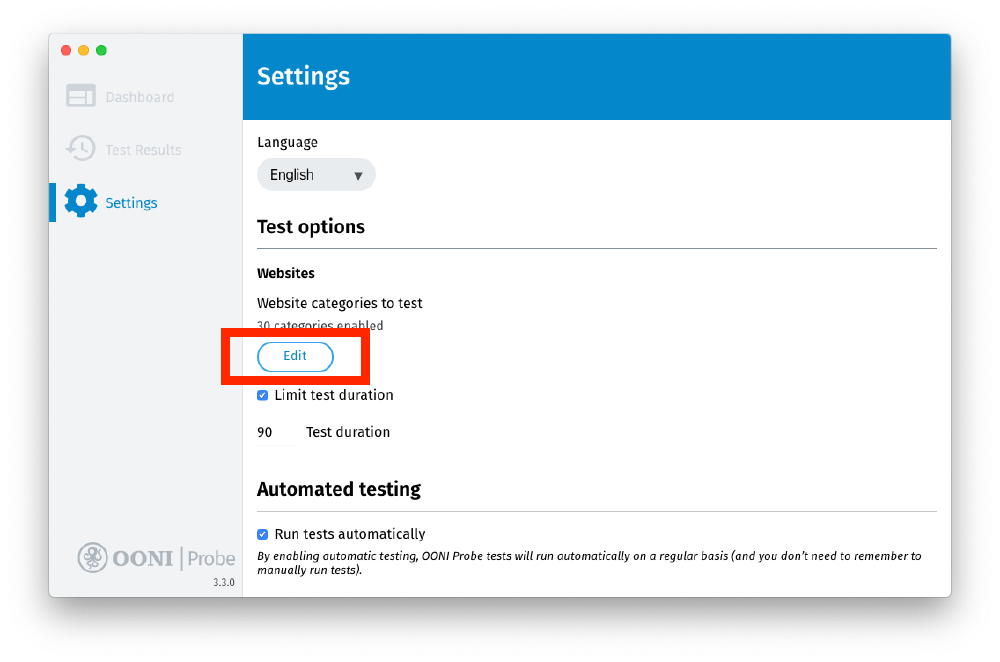 Settings
Dashboard
Test Results
Settings
Language
English
Test options
Websites
Website categories to test
30 categories enabled
Edit
Limit test duration
90 Test duration
Automated testing
Run tests automatically
By enabling automatic testing, OONI Probe tests will run automatically on a regular basis (and you don't need to remember to
manually run tests).
OONI | Probe
3.3.0